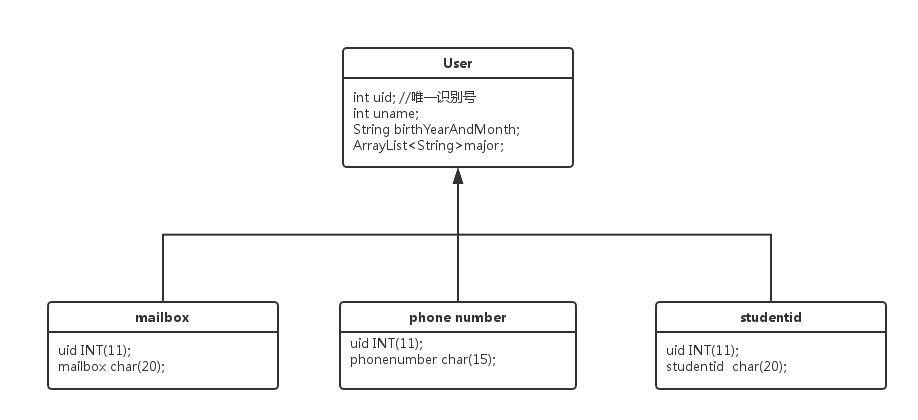 User
int uid; //唯一识别号
int uname;
String birthYearAndMonth;
ArrayList<String>major;
mailbox
uid INT(11);
mailbox char(20);
phone number
uid INT(11);
phonenumber char(15);
studentid
uid INT(11);
studentid  char(20);